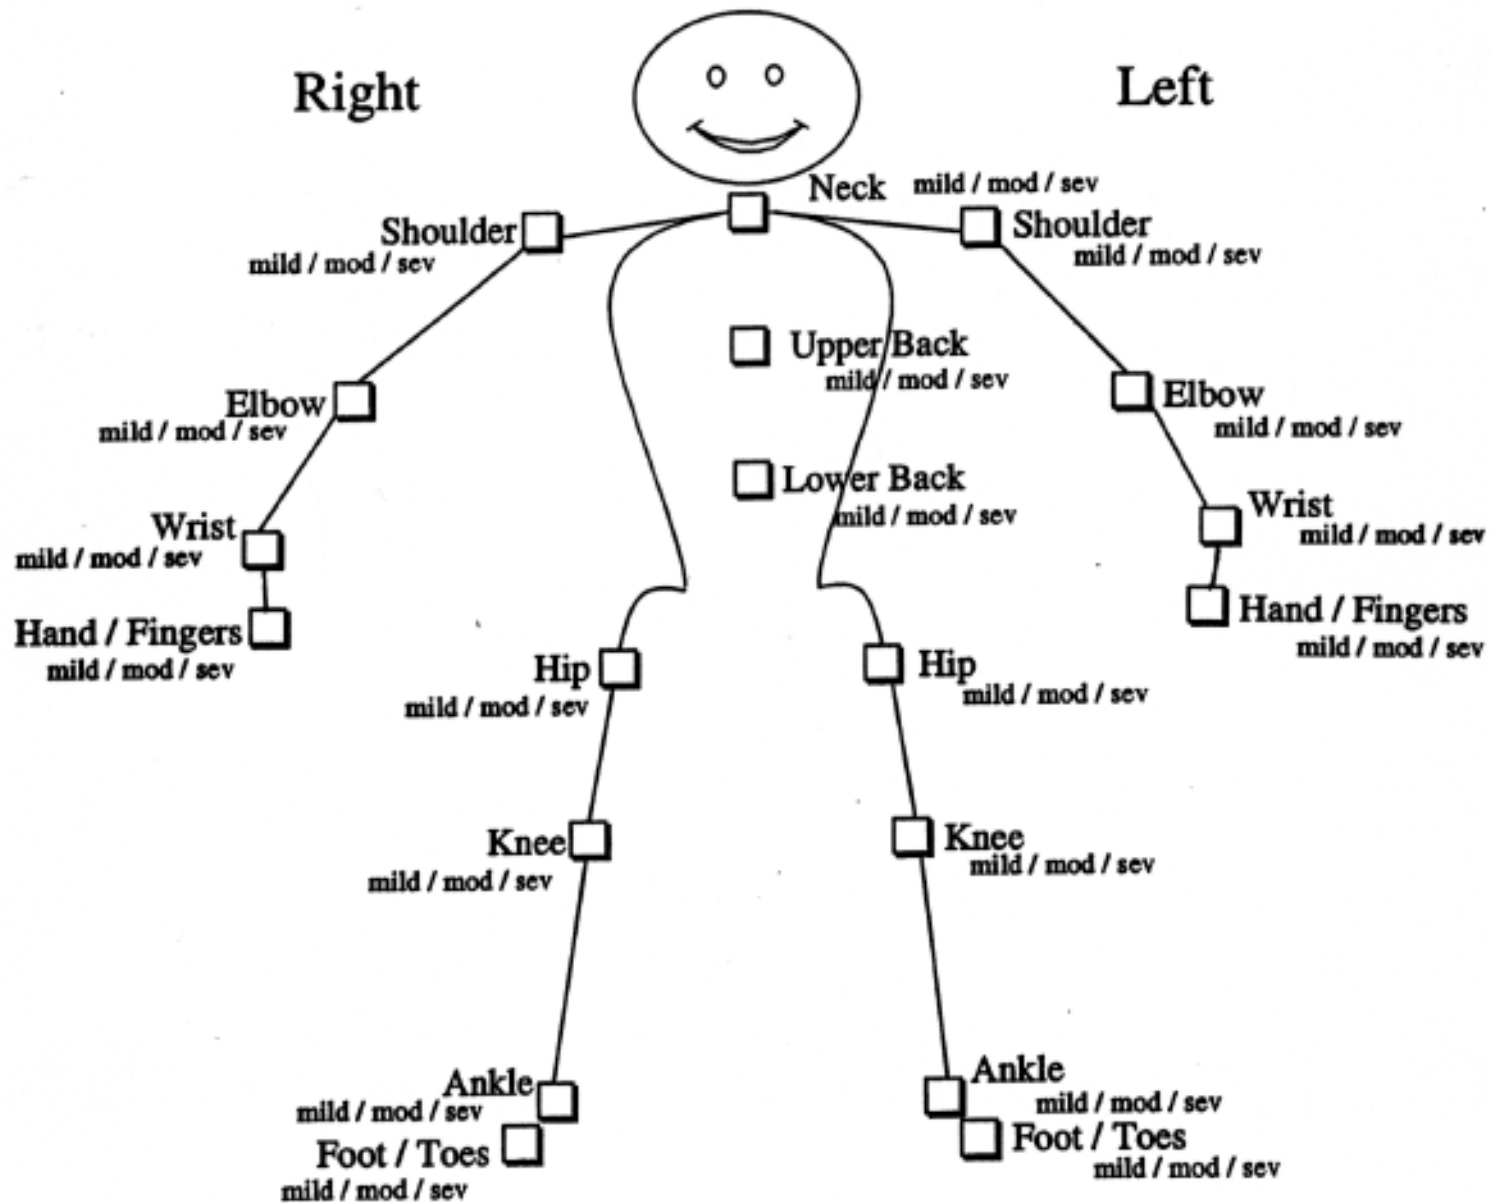 Right
Left
Neck mild / mod / sev
Shoulder
mild / mod / sev
Shoulder
mild / mod / sev
Upper Back
mild / mod / sev
Elbow
mild / mod / sev
Elbow
mild / mod / sev
Lower Back
mild / mod / sev
Wrist
mild / mod / sev
Wrist
mild / mod / sev
Hand / Fingers
mild / mod / sev
Hand / Fingers
mild / mod / sev
Hip
mild / mod / sev
Hip
mild / mod / sev
Knee
mild / mod / sev
Knee
mild / mod / sev
Ankle
mild / mod / sev
Ankle
mild / mod / sev
Foot / Toes
mild / mod / sev
Foot / Toes
mild / mod / sev